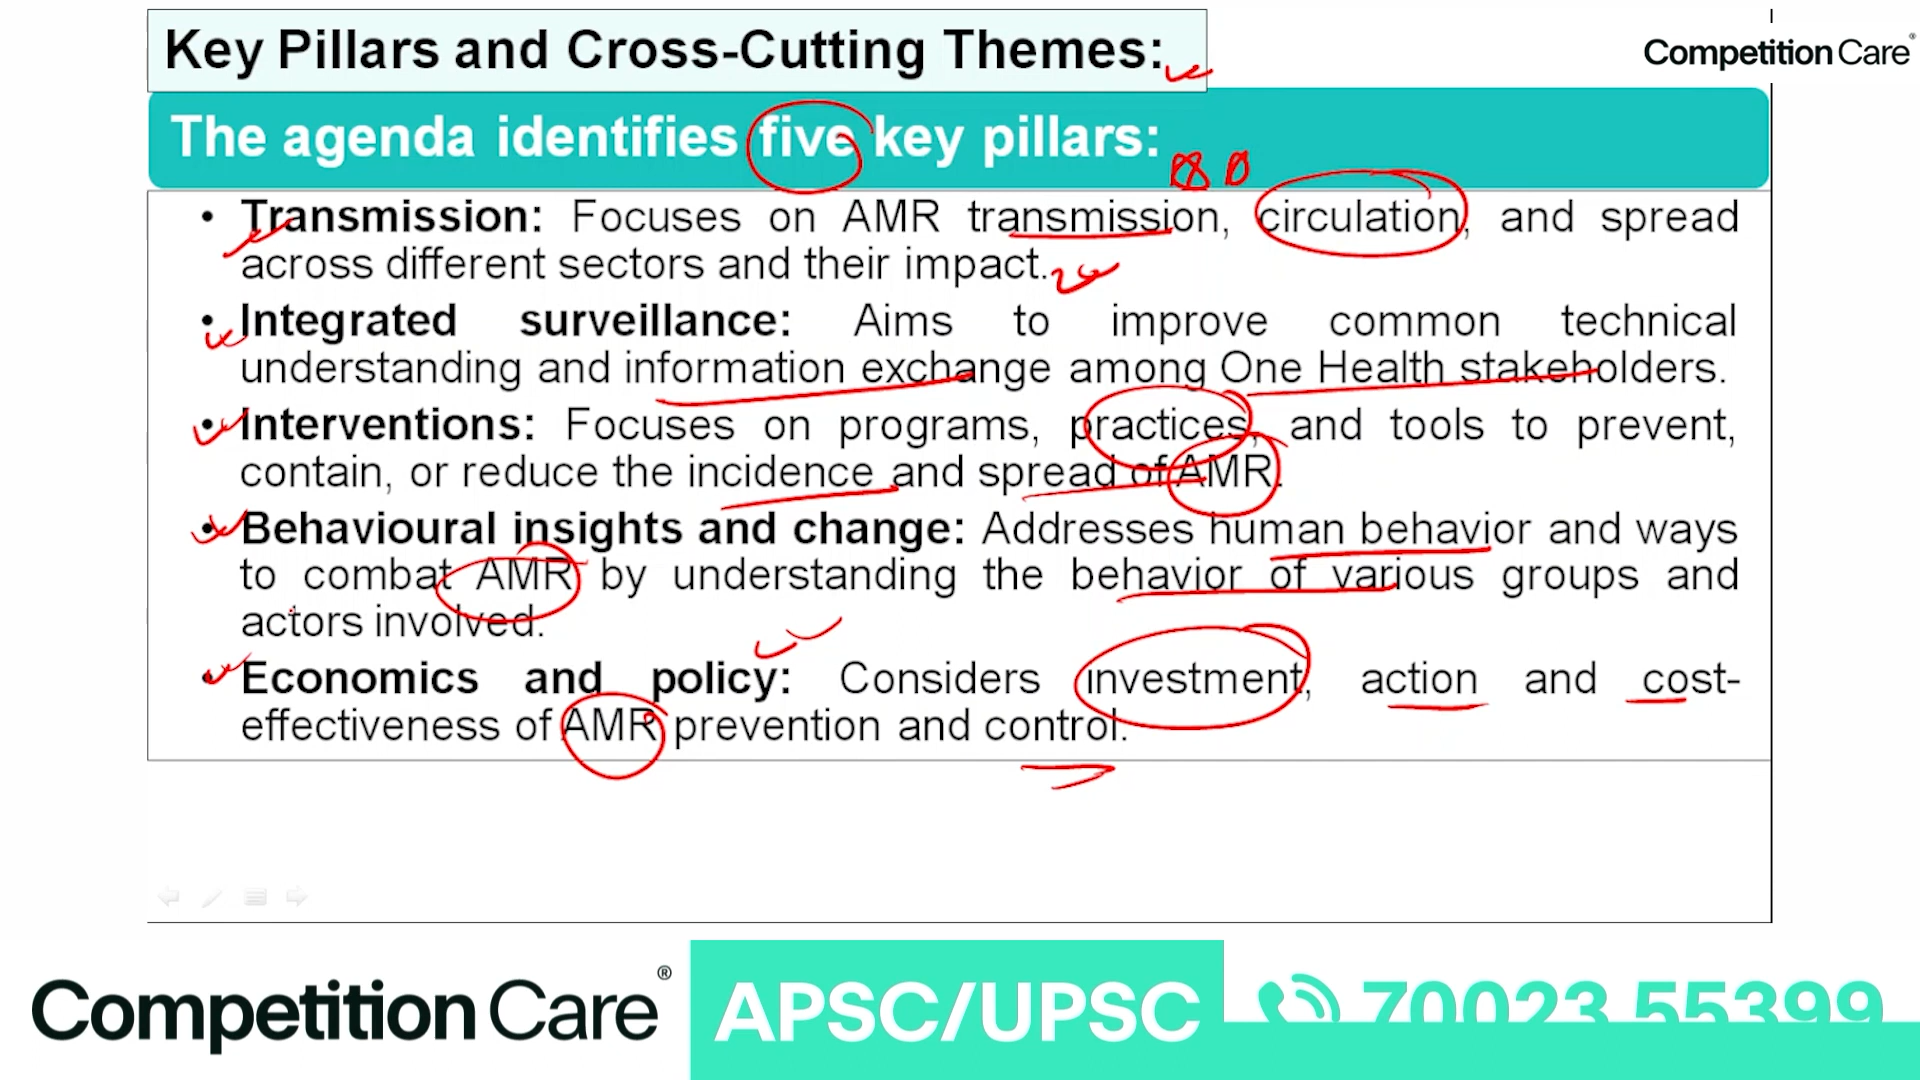 Key Pillars and Cross-Cutting Themes:
Competition Care®
The agenda identifies five key pillars:
• Transmission: Focuses on AMR transmission, circulation, and spread
across different sectors and their impact.
• Integrated surveillance: Aims to improve common technical
understanding and information exchange among One Health stakeholders.
• Interventions: Focuses on programs, practices, and tools to prevent,
contain, or reduce the incidence and spread of AMR.
• Behavioural insights and change: Addresses human behavior and ways
to combat AMR by understanding the behavior of various groups and
actors involved.
• Economics and policy: Considers investment, action and cost-
effectiveness of AMR prevention and control.
Competition Care®
APSC/UPSC
70023 55399